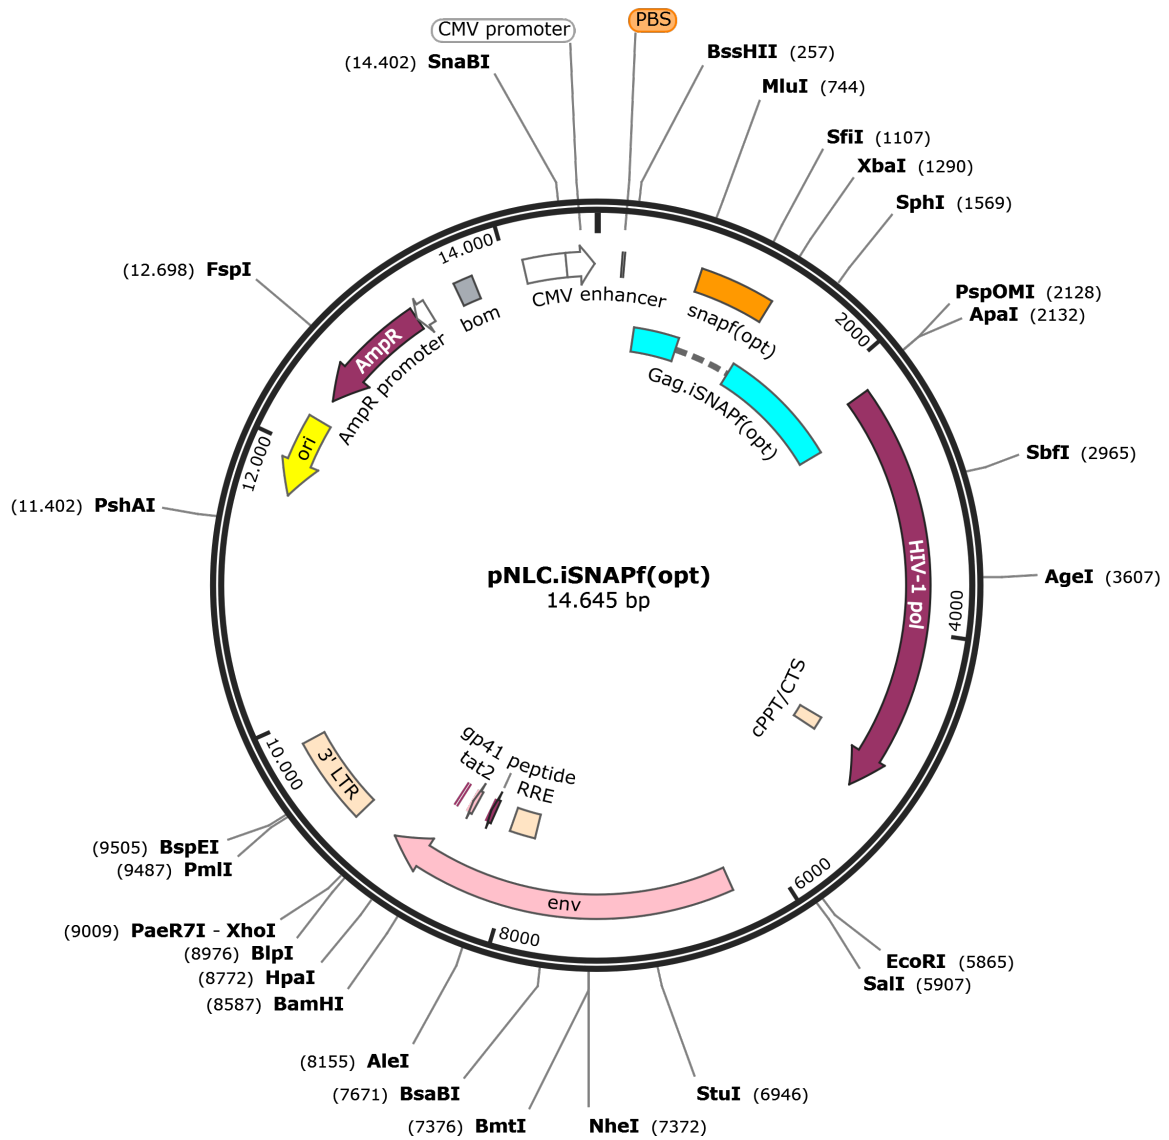 CMV promoter
PBS
(14.402) SnaBI
BssHII (257)
MluI (744)
SfiI (1107)
XbaI (1290)
SphI (1569)
PspOMI (2128)
ApaI (2132)
SbfI (2965)
AgeI (3607)
EcoRI (5865)
SalI (5907)
StuI (6946)
NheI (7372)
(7376) BmtI
(7671) BsaBI
(8155) AleI
(8587) BamHI
(8772) HpaI
(8976) BlpI
(9009) PaeR7I - XhoI
(9487) PmlI
(9505) BspEI
(11.402) PshAI
(12.698) FspI
2000
4000
6000
8000
10.000
12.000
14.000
CMV enhancer
snapf(opt)
Gag.iSNAPf(opt)
HIV-1 pol
cPPT/CTS
env
RRE
gp41 peptide
tat2
3' LTR
ori
AmpR
AmpR promoter
bom
pNLC.iSNAPf(opt)
14.645 bp